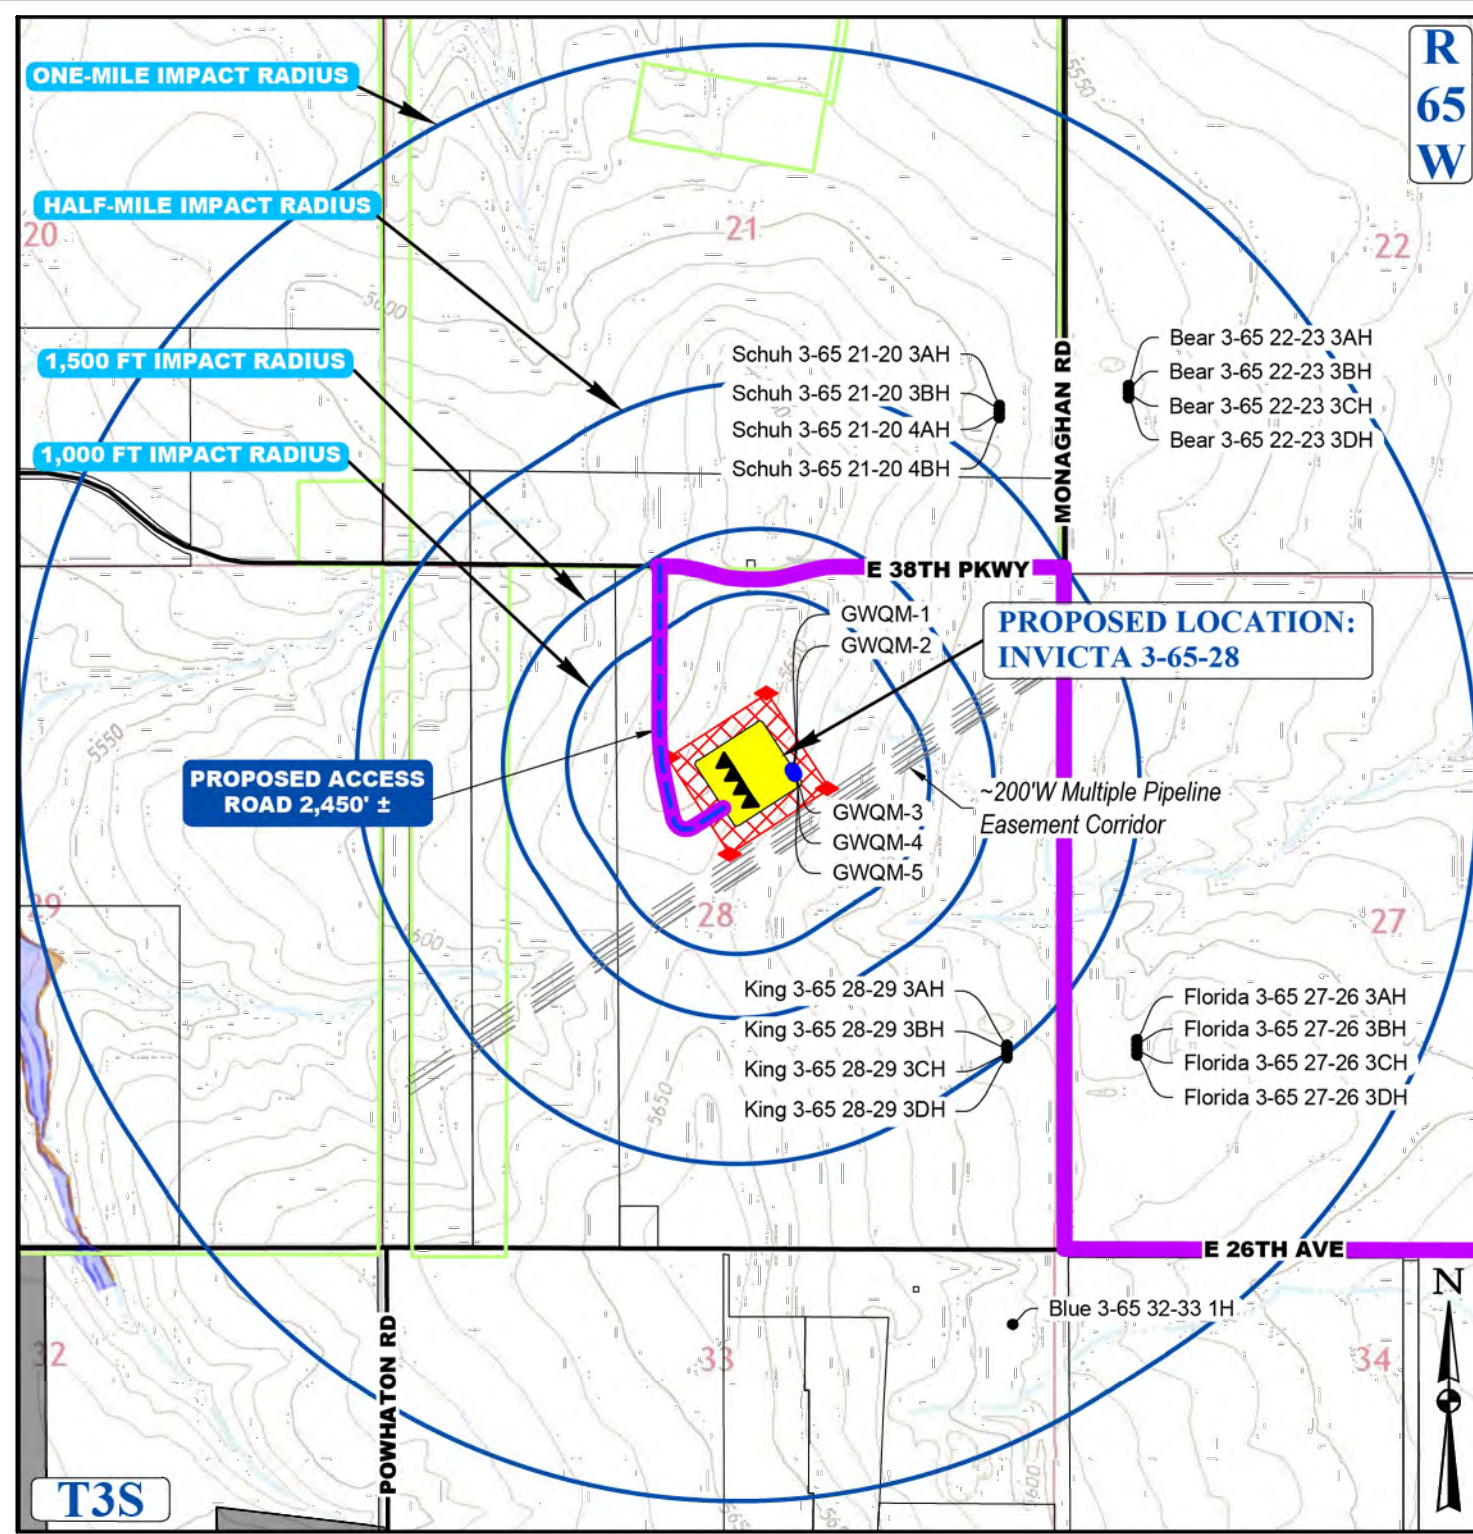 ONE-MILE IMPACT RADIUS
R
65
W
5550
HALF-MILE IMPACT RADIUS
20
21
22
5600
1,500 FT IMPACT RADIUS
1,000 FT IMPACT RADIUS
Schuh 3-65 21-20 3AH
Schuh 3-65 21-20 3BH
Schuh 3-65 21-20 4AH
Schuh 3-65 21-20 4BH
MONAGHAN RD
Bear 3-65 22-23 3AH
Bear 3-65 22-23 3BH
Bear 3-65 22-23 3CH
Bear 3-65 22-23 3DH
E 38TH PKWY
GWQM-1
GWQM-2
PROPOSED LOCATION:
INVICTA 3-65-28
5550
PROPOSED ACCESS
ROAD 2,450' ±
GWQM-3
GWQM-4
GWQM-5
~200'W Multiple Pipeline
Easement Corridor
29
28
27
5600
King 3-65 28-29 3AH
King 3-65 28-29 3BH
King 3-65 28-29 3CH
King 3-65 28-29 3DH
Florida 3-65 27-26 3AH
Florida 3-65 27-26 3BH
Florida 3-65 27-26 3CH
Florida 3-65 27-26 3DH
5650
E 26TH AVE
N
Blue 3-65 32-33 1H
32
33
34
POWHATON RD
T3S
5600